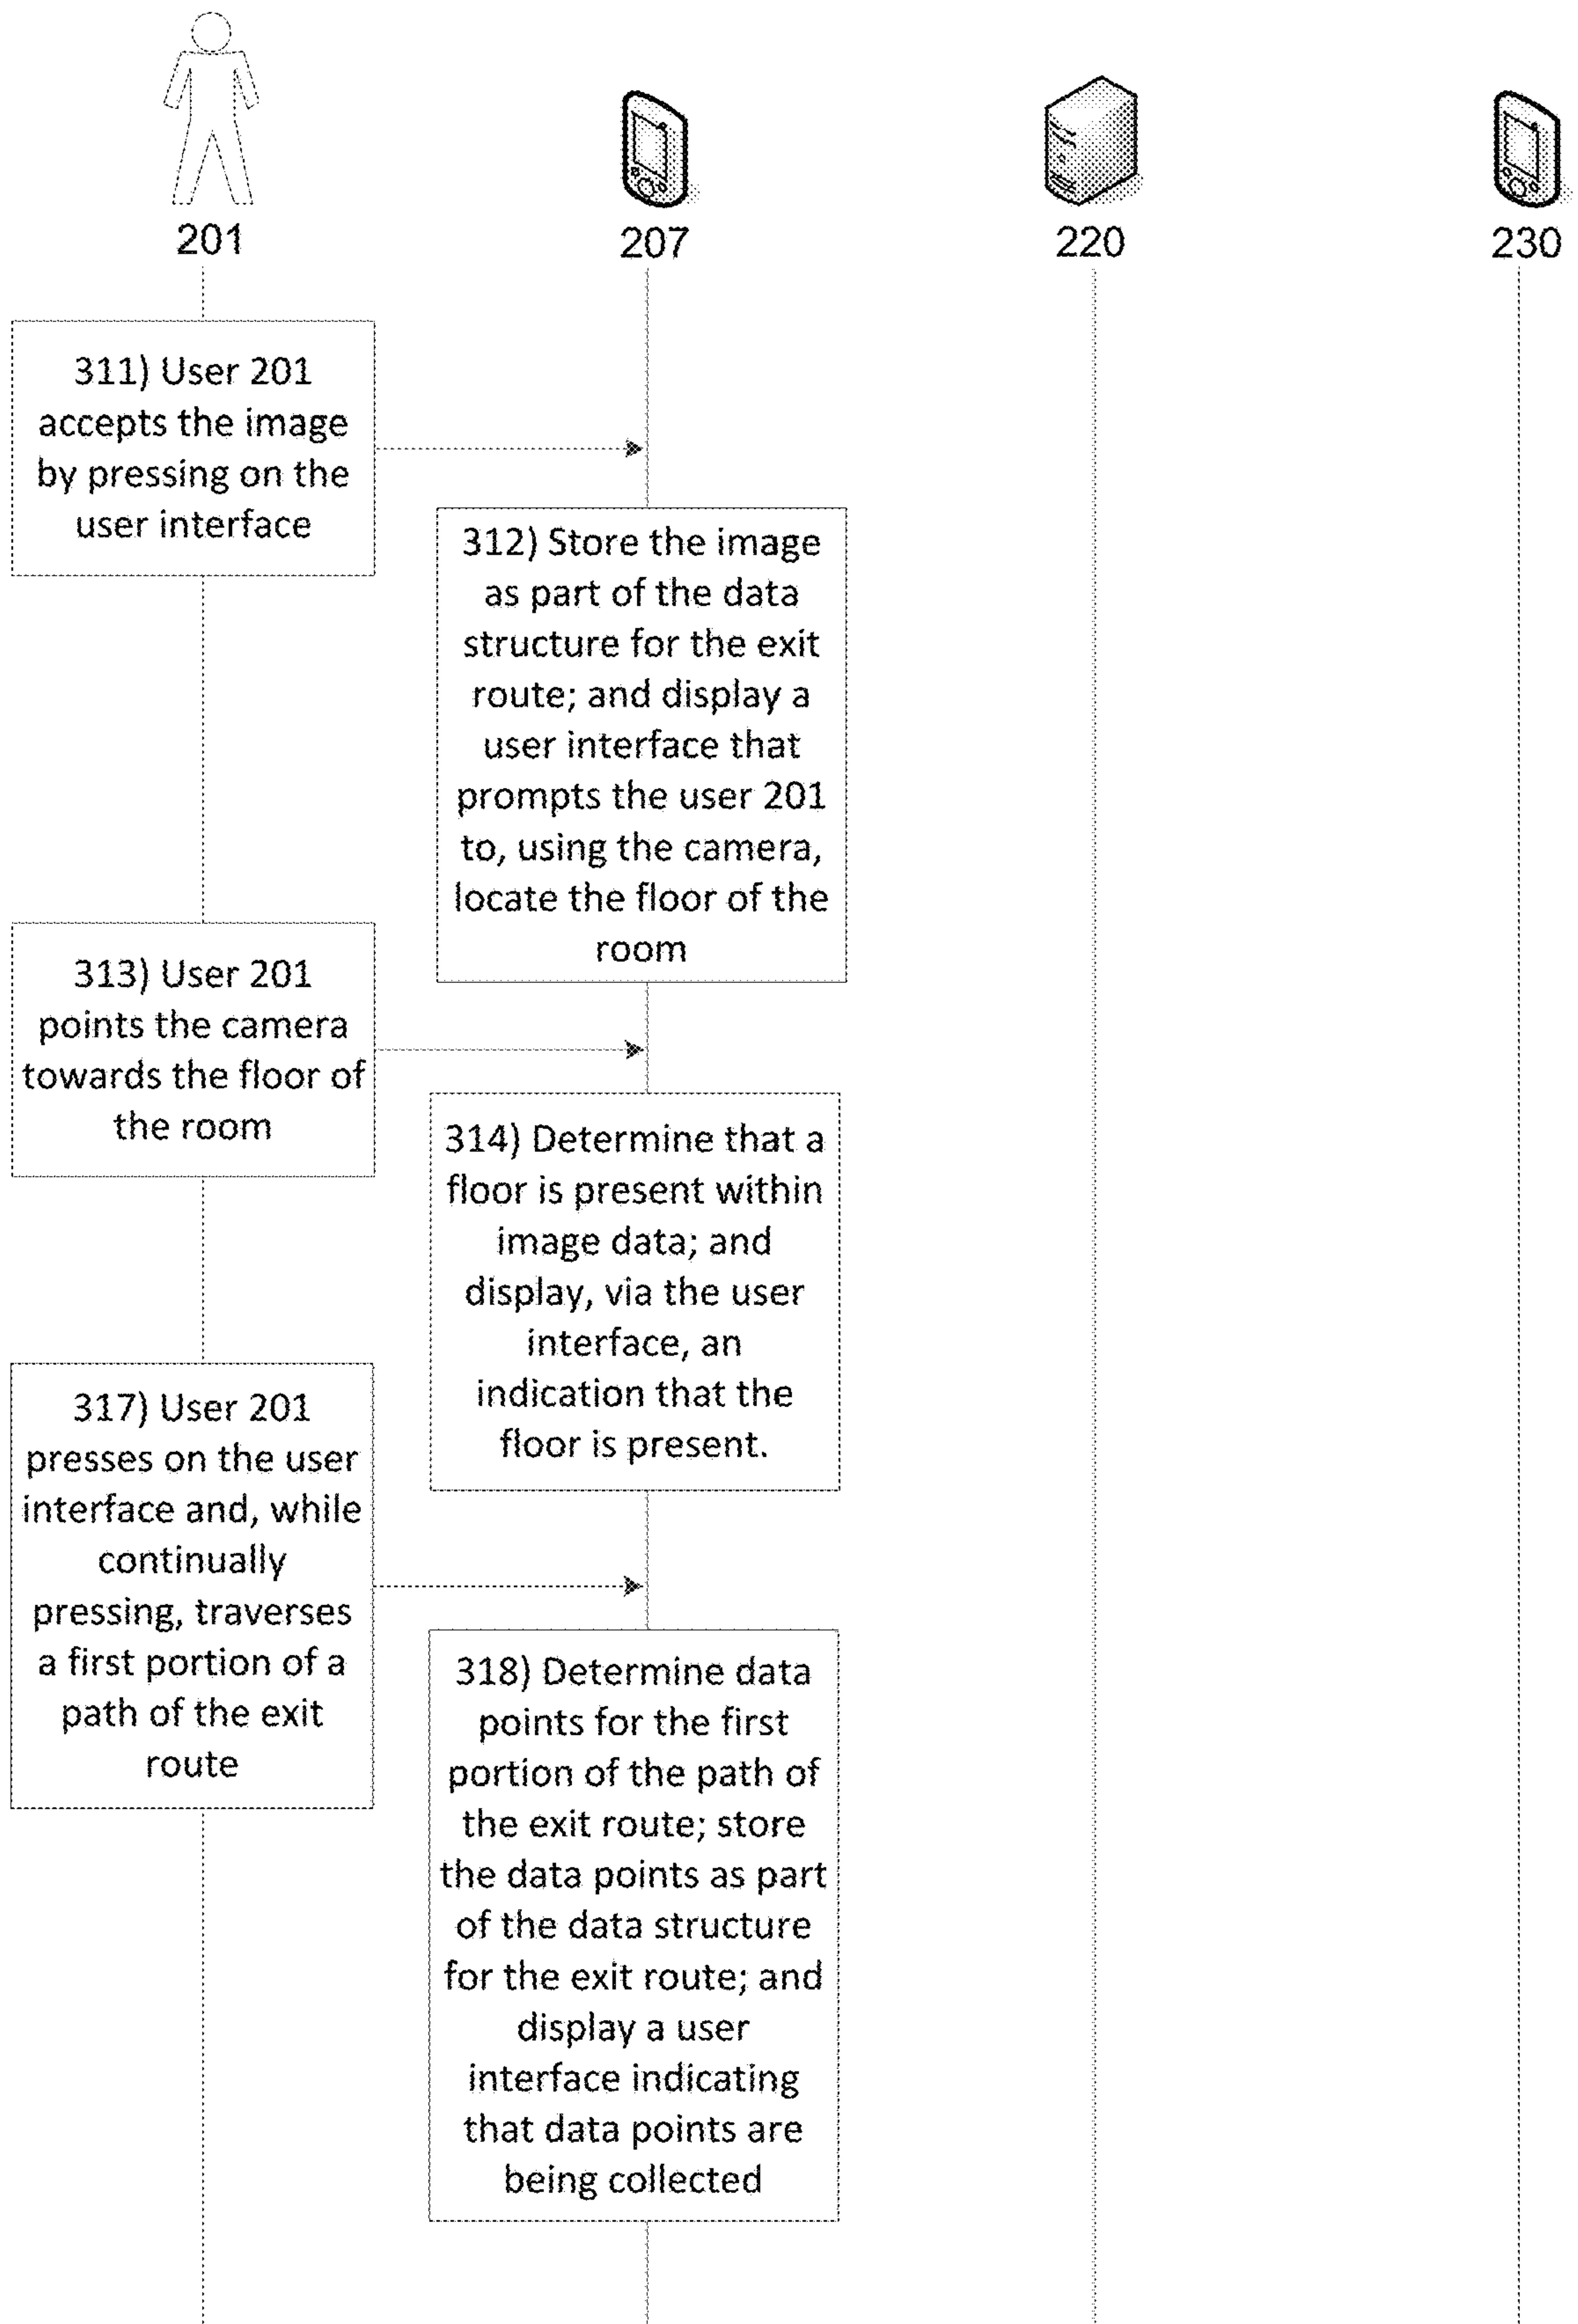 201
207
220
230
311) User 201
accepts the image
by pressing on the
user interface
312) Store the image
as part of the data
structure for the exit
route; and display a
user interface that
prompts the user 201
to, using the camera,
locate the floor of the
room
313) User 201
points the camera
towards the floor of
the room
314) Determine that a
floor is present within
image data; and
display, via the user
interface, an
indication that the
floor is present.
317) User 201
presses on the user
interface and, while
continually
pressing, traverses
a first portion of a
path of the exit
route
318) Determine data
points for the first
portion of the path of
the exit route; store
the data points as part
of the data structure
for the exit route; and
display a user
interface indicating
that data points are
being collected